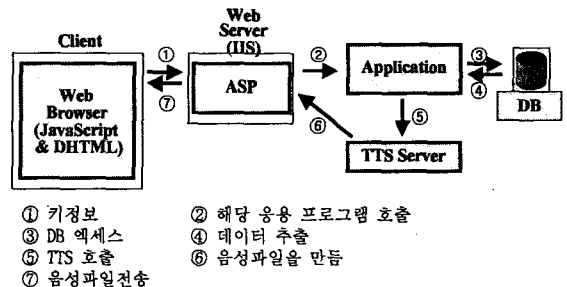 Client
Web
Server
(IIS)
①
②
③
④
⑤
⑥
⑦
Web
Browser
(JavaScript
& DHTML)
ASP
Application
DB
TTS Server
① 키정보 ② 해당 응용 프로그램 호출
③ DB 엑세스 ④ 데이터 추출
⑤ TTS 호출 ⑥ 음성파일을 만듬
⑦ 음성파일전송